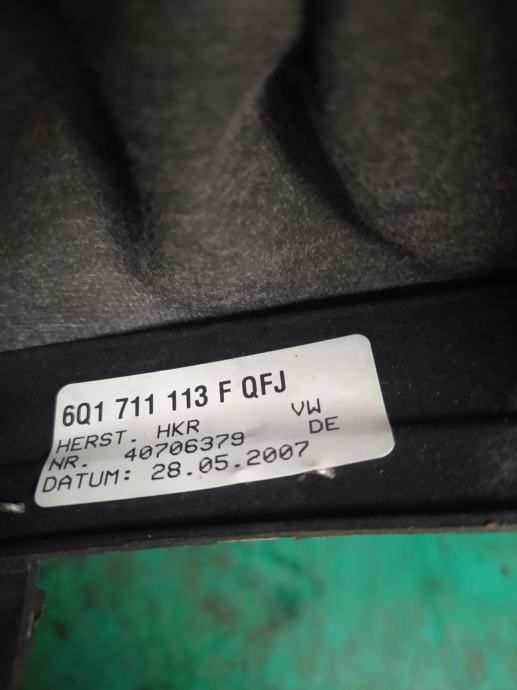 6Q1 711 113 F QFJ
HERST. HKR VW
NR. 40706379 DE
DATUM: 28.05.2007